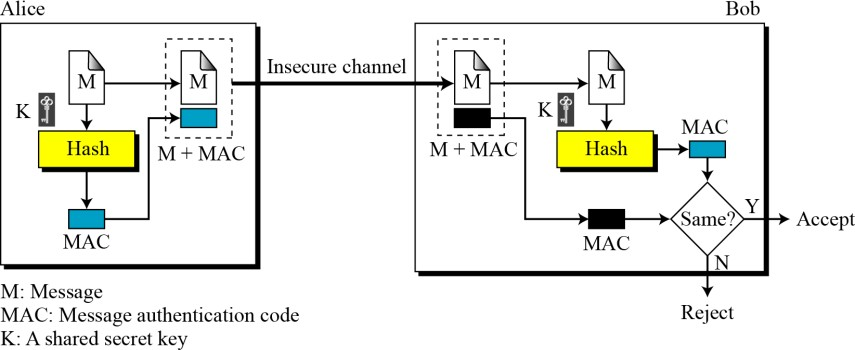 Alice
Bob
M
M
Insecure channel
M
M
K
K
Hash
M + MAC
M + MAC
Hash
MAC
MAC
MAC
Same?
Y
Accept
N
Reject
M: Message
MAC: Message authentication code
K: A shared secret key